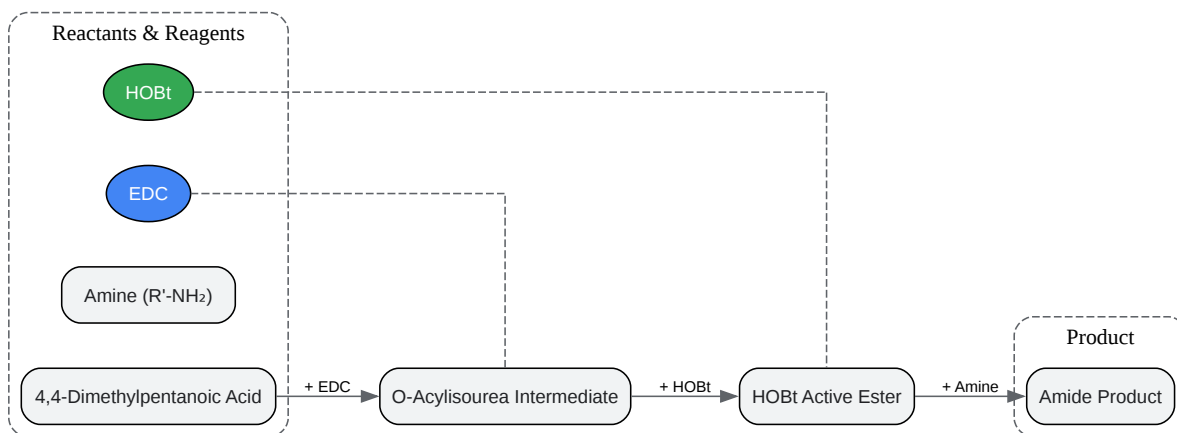 Reactants & Reagents
HOBt
EDC
Amine (R'-NH₂)
Product
4,4-Dimethylpentanoic Acid
+ EDC
O-Acylisourea Intermediate
+ HOBt
HOBt Active Ester
+ Amine
Amide Product